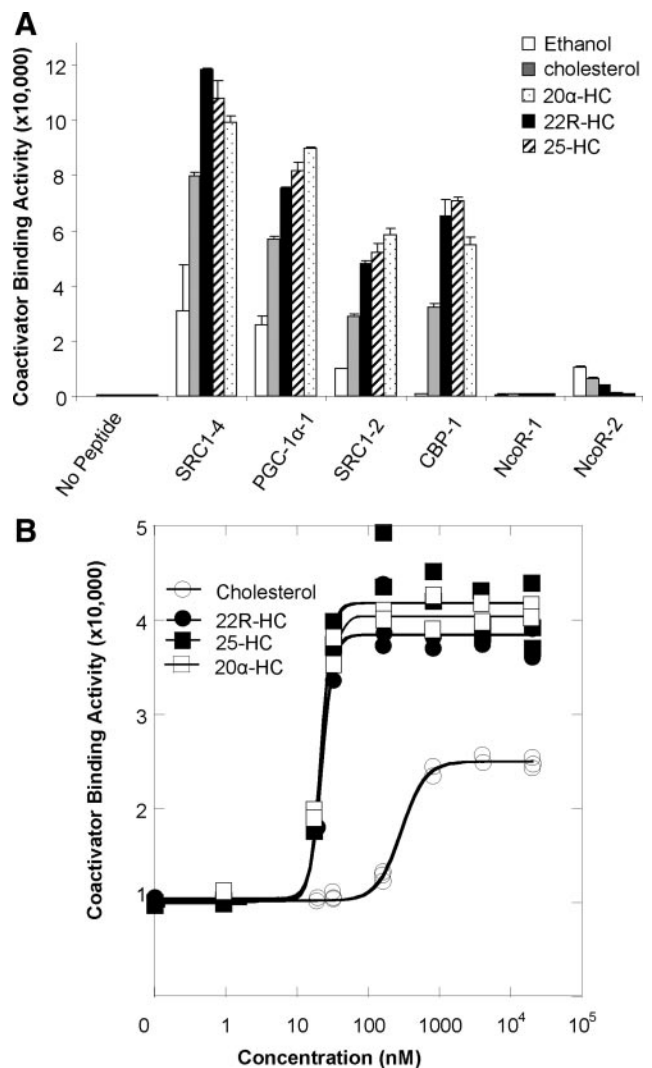 A
Coactivator Binding Activity (x10,000)
12
10
8
6
4
2
0
Ethanol
cholesterol
20α-HC
22R-HC
25-HC
No Peptide
SRC1-4
PGC-1α-1
SRC1-2
CBP-1
NcoR-1
NcoR-2
B
Coactivator Binding Activity (x10,000)
5
4
3
2
1
Cholesterol
22R-HC
25-HC
20α-HC
0
1
10
100
1000
10⁴
10⁵
Concentration (nM)